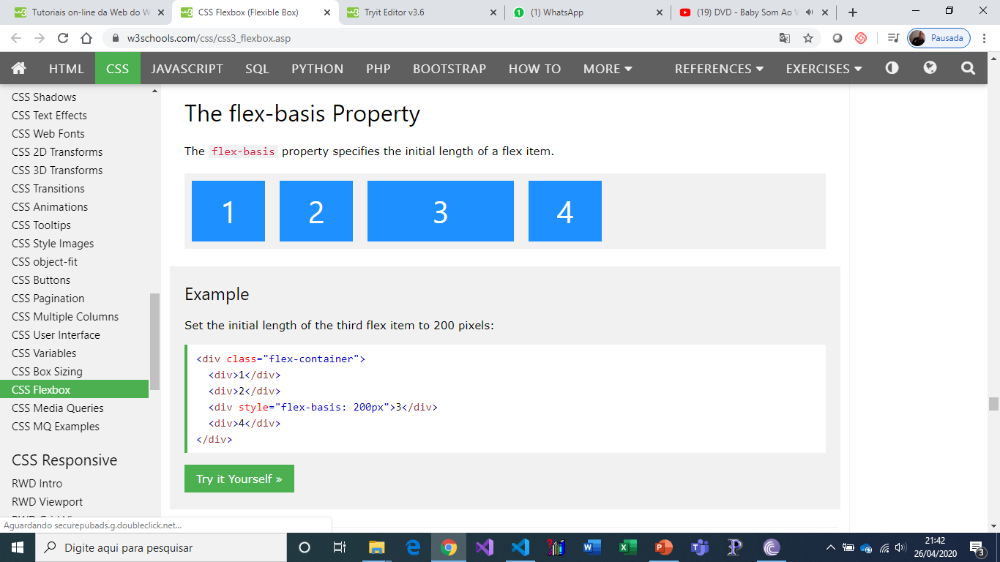 Tutoriais on-line da Web do W
CSS Flexbox (Flexible Box)
Tryit Editor v3.6
(1) WhatsApp
(19) DVD - Baby Som Ao V
w3schools.com/css/css3_flexbox.asp
Pausada
HTML CSS JAVASCRIPT SQL PYTHON PHP BOOTSTRAP HOW TO MORE REFERENCES EXERCISES
CSS Shadows
CSS Text Effects
CSS Web Fonts
CSS 2D Transforms
CSS 3D Transforms
CSS Transitions
CSS Animations
CSS Tooltips
CSS Style Images
CSS object-fit
CSS Buttons
CSS Pagination
CSS Multiple Columns
CSS User Interface
CSS Variables
CSS Box Sizing
CSS Flexbox
CSS Media Queries
CSS MQ Examples
CSS Responsive
RWD Intro
RWD Viewport
The flex-basis Property
The flex-basis property specifies the initial length of a flex item.
1 2 3 4
Example
Set the initial length of the third flex item to 200 pixels:
<div class="flex-container">
  <div>1</div>
  <div>2</div>
  <div style="flex-basis: 200px">3</div>
  <div>4</div>
</div>
Try it Yourself »
Aguardando securepubads.g.doubleclick.net...
Digite aqui para pesquisar
21:42
26/04/2020
3